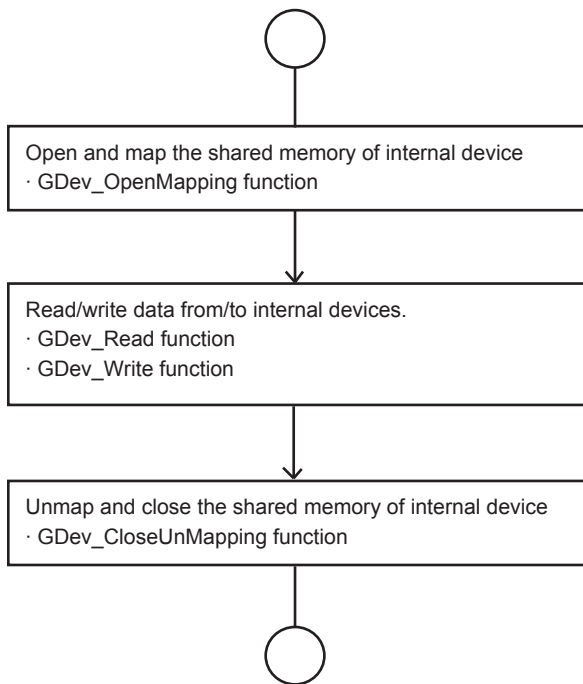 Open and map the shared memory of internal device
· GDev_OpenMapping function
Read/write data from/to internal devices.
· GDev_Read function
· GDev_Write function
Unmap and close the shared memory of internal device
· GDev_CloseUnMapping function